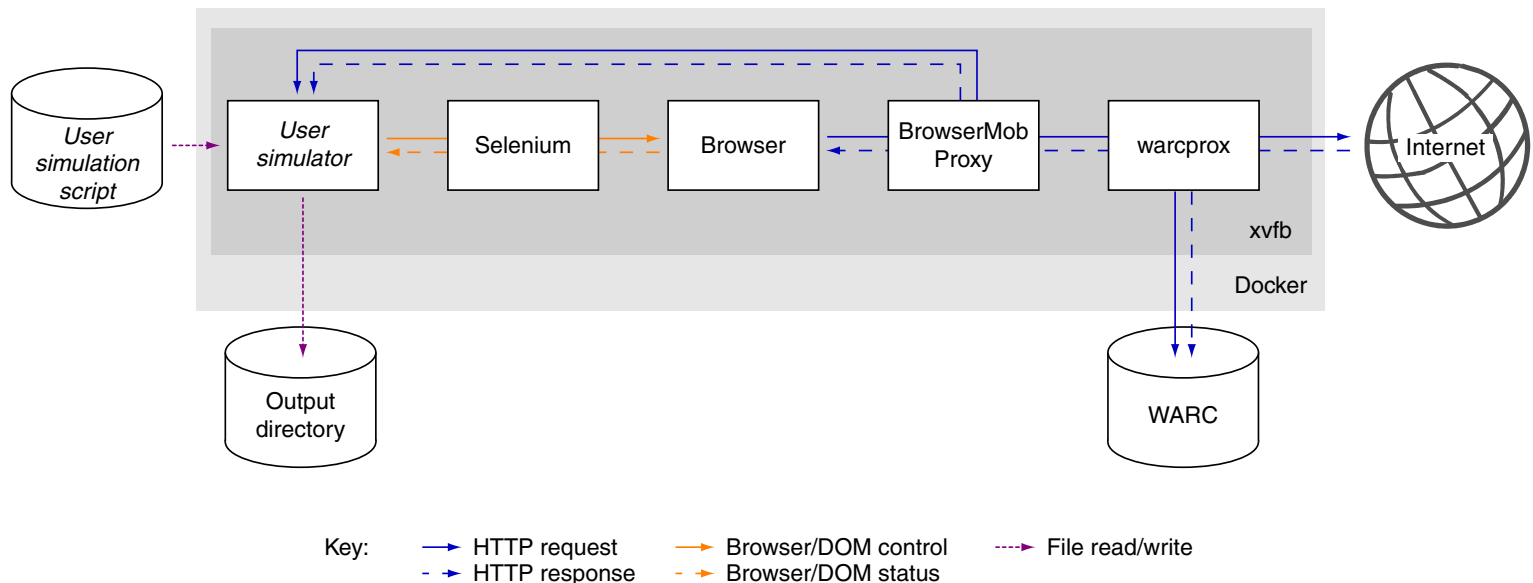 User
simulation
script
User
simulator
Selenium
Browser
BrowserMob
Proxy
warcprox
Internet
xvfb
Docker
Output
directory
WARC
Key:
HTTP request
Browser/DOM control
File read/write
HTTP response
Browser/DOM status